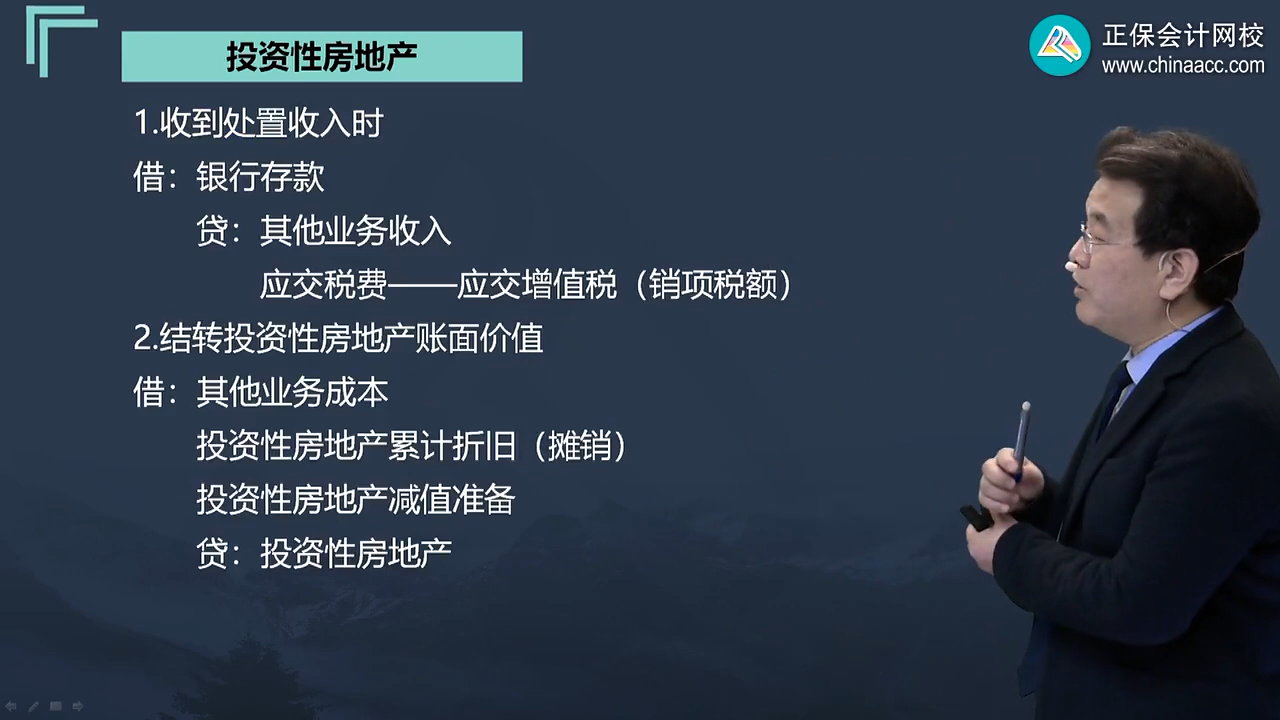 投资性房地产
正保会计网校
www.chinaacc.com
1.收到处置收入时
借：银行存款
贷：其他业务收入
应交税费——应交增值税（销项税额）
2.结转投资性房地产账面价值
借：其他业务成本
投资性房地产累计折旧（摊销）
投资性房地产减值准备
贷：投资性房地产